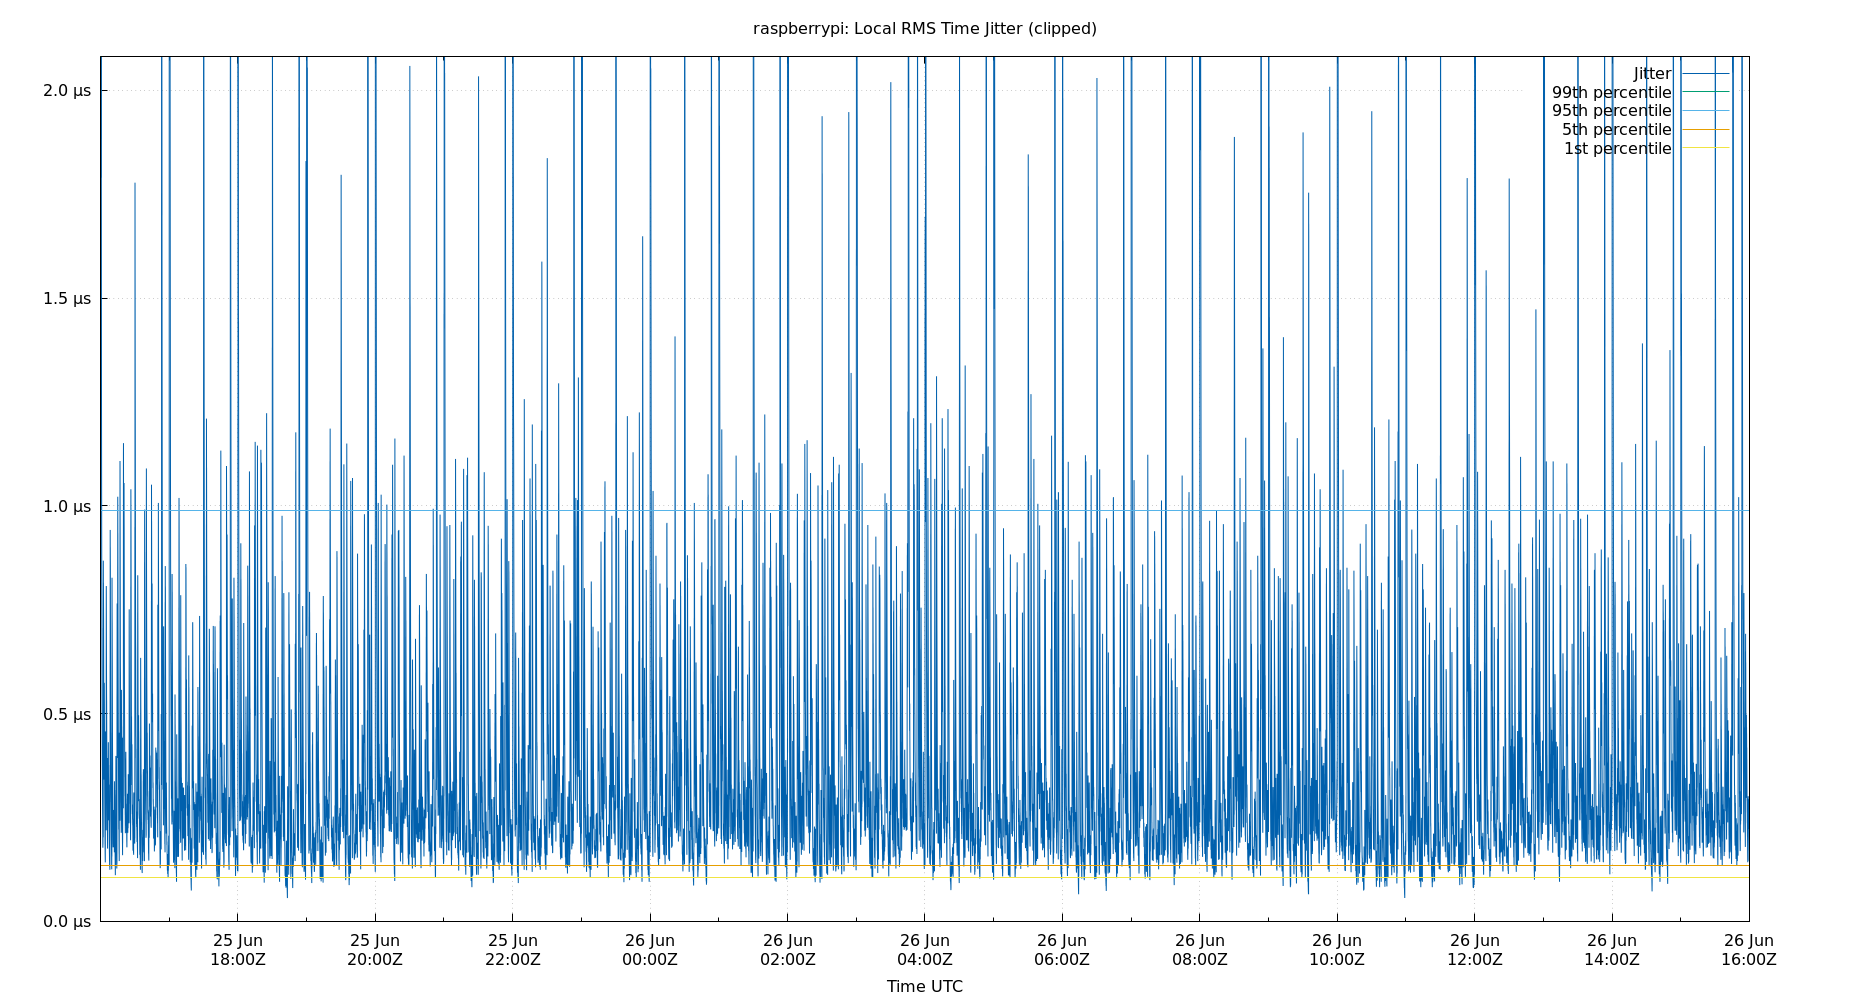 raspberrypi: Local RMS Time Jitter (clipped)
Jitter
99th percentile
95th percentile
5th percentile
1st percentile
2.0 µs
1.5 µs
1.0 µs
0.5 µs
0.0 µs
25 Jun 25 Jun 25 Jun 26 Jun 26 Jun 26 Jun 26 Jun 26 Jun 26 Jun 26 Jun 26 Jun 26 Jun
18:00Z 20:00Z 22:00Z 00:00Z 02:00Z 04:00Z 06:00Z 08:00Z 10:00Z 12:00Z 14:00Z 16:00Z
Time UTC